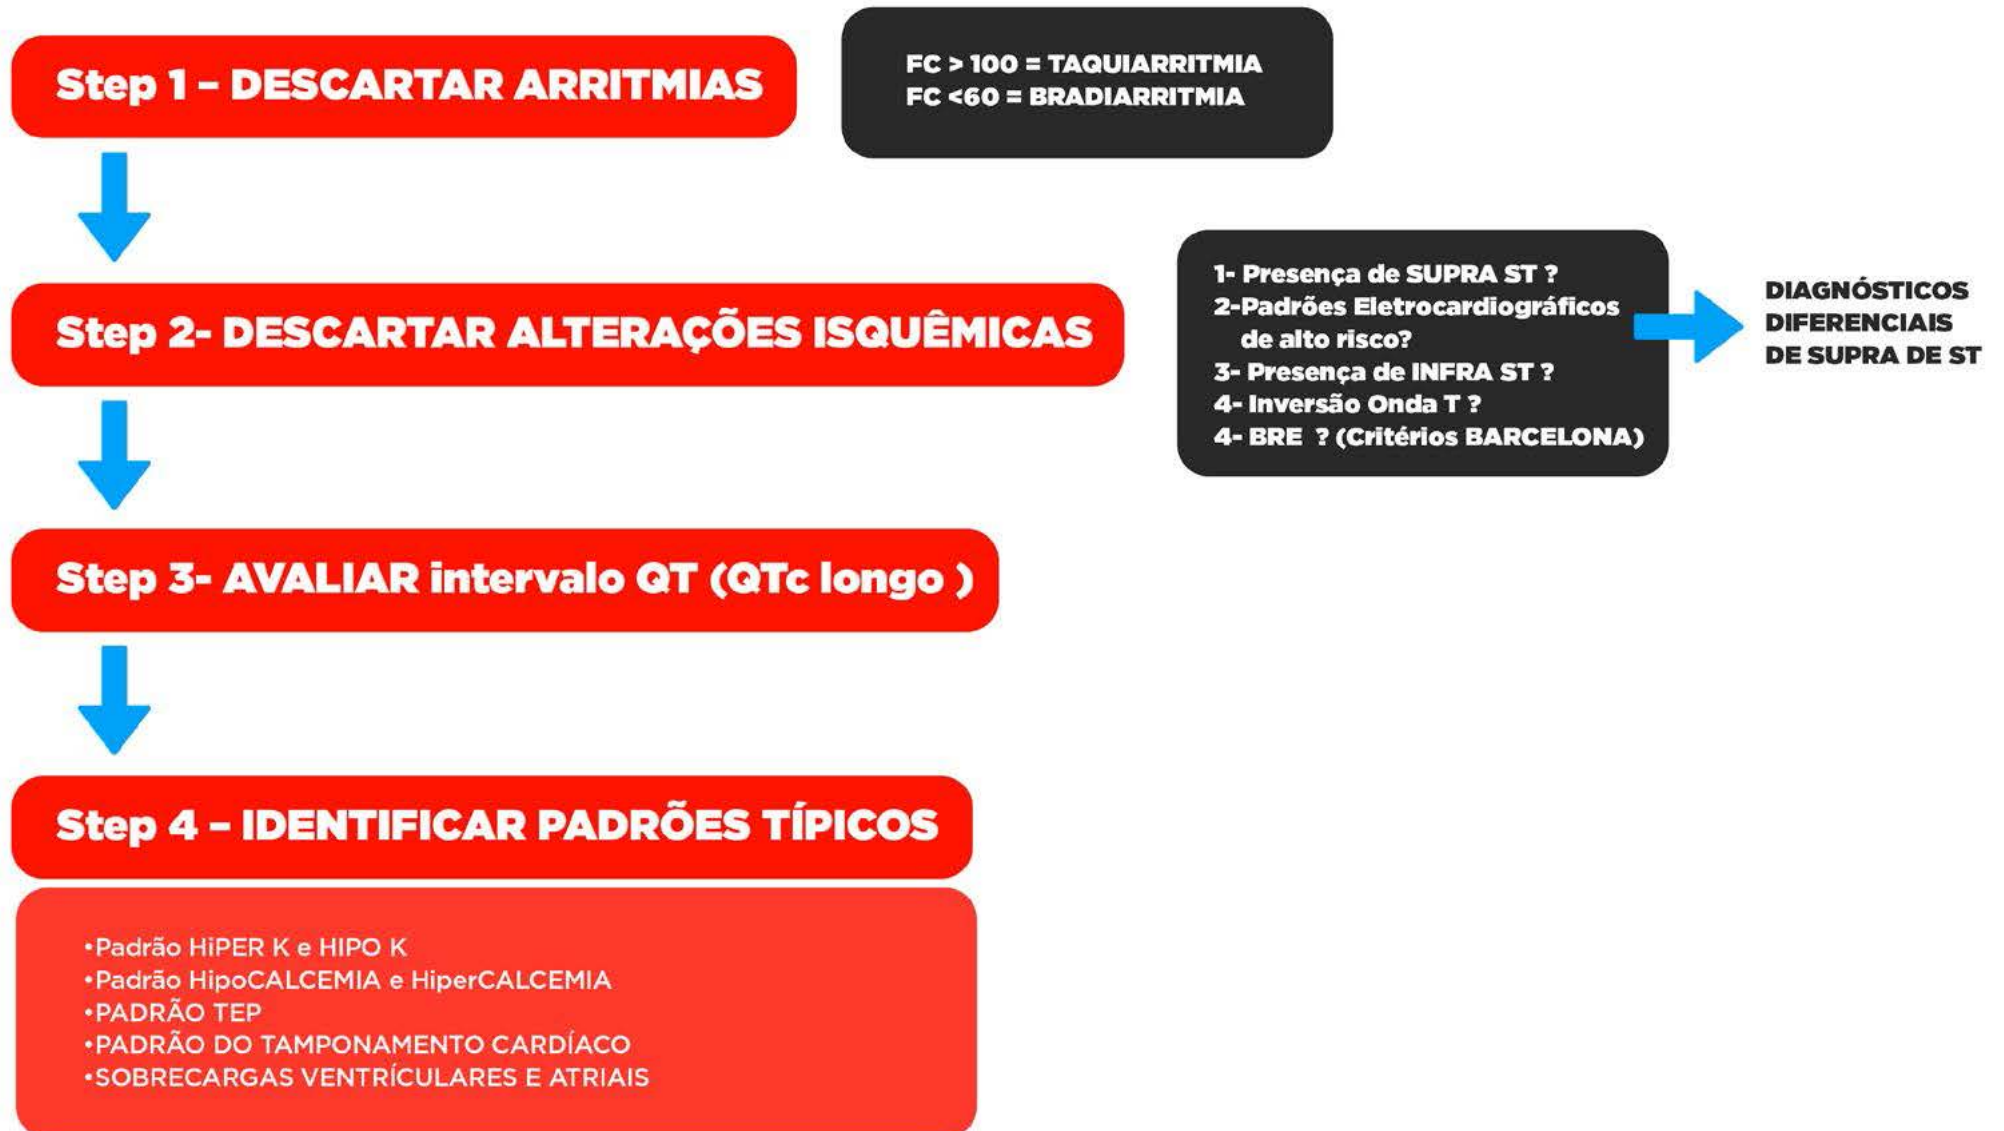 Step 1 – DESCARTAR ARRITMIAS
FC > 100 = TAQUIARRITMIA
FC <60 = BRADIARRITMIA
Step 2- DESCARTAR ALTERAÇÕES ISQUÊMICAS
1- Presença de SUPRA ST ?
2-Padrões Eletrocardiográficos
de alto risco?
3- Presença de INFRA ST ?
4- Inversão Onda T ?
4- BRE ? (Critérios BARCELONA)
DIAGNÓSTICOS
DIFERENCIAIS
DE SUPRA DE ST
Step 3- AVALIAR intervalo QT (QTc longo )
Step 4 – IDENTIFICAR PADRÕES TÍPICOS
•Padrão HiPER K e HIPO K
•Padrão HipoCALCEMIA e HiperCALCEMIA
•PADRÃO TEP
•PADRÃO DO TAMPONAMENTO CARDÍACO
•SOBRECARGAS VENTRÍCULARES E ATRIAIS